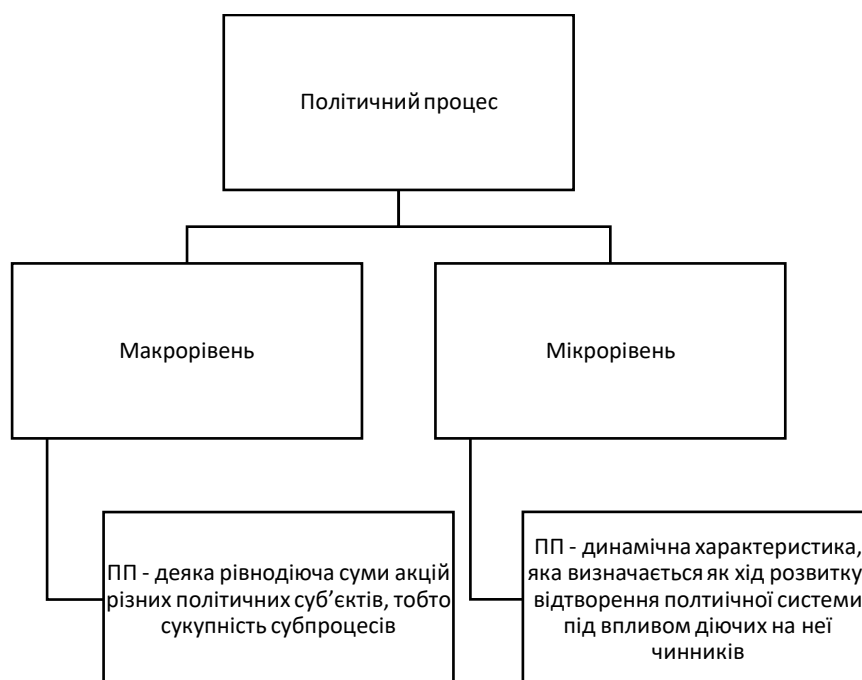 Політичний процес
Макрорівень
Мікрорівень
ПП - деяка рівнодіюча суми акцій
різних політичних суб’єктів, тобто
сукупність субпроцесів
ПП - динамічна характеристика,
яка визначається як хід розвитку,
відтворення полтиічної системи
під впливом діючих на неї
чинників